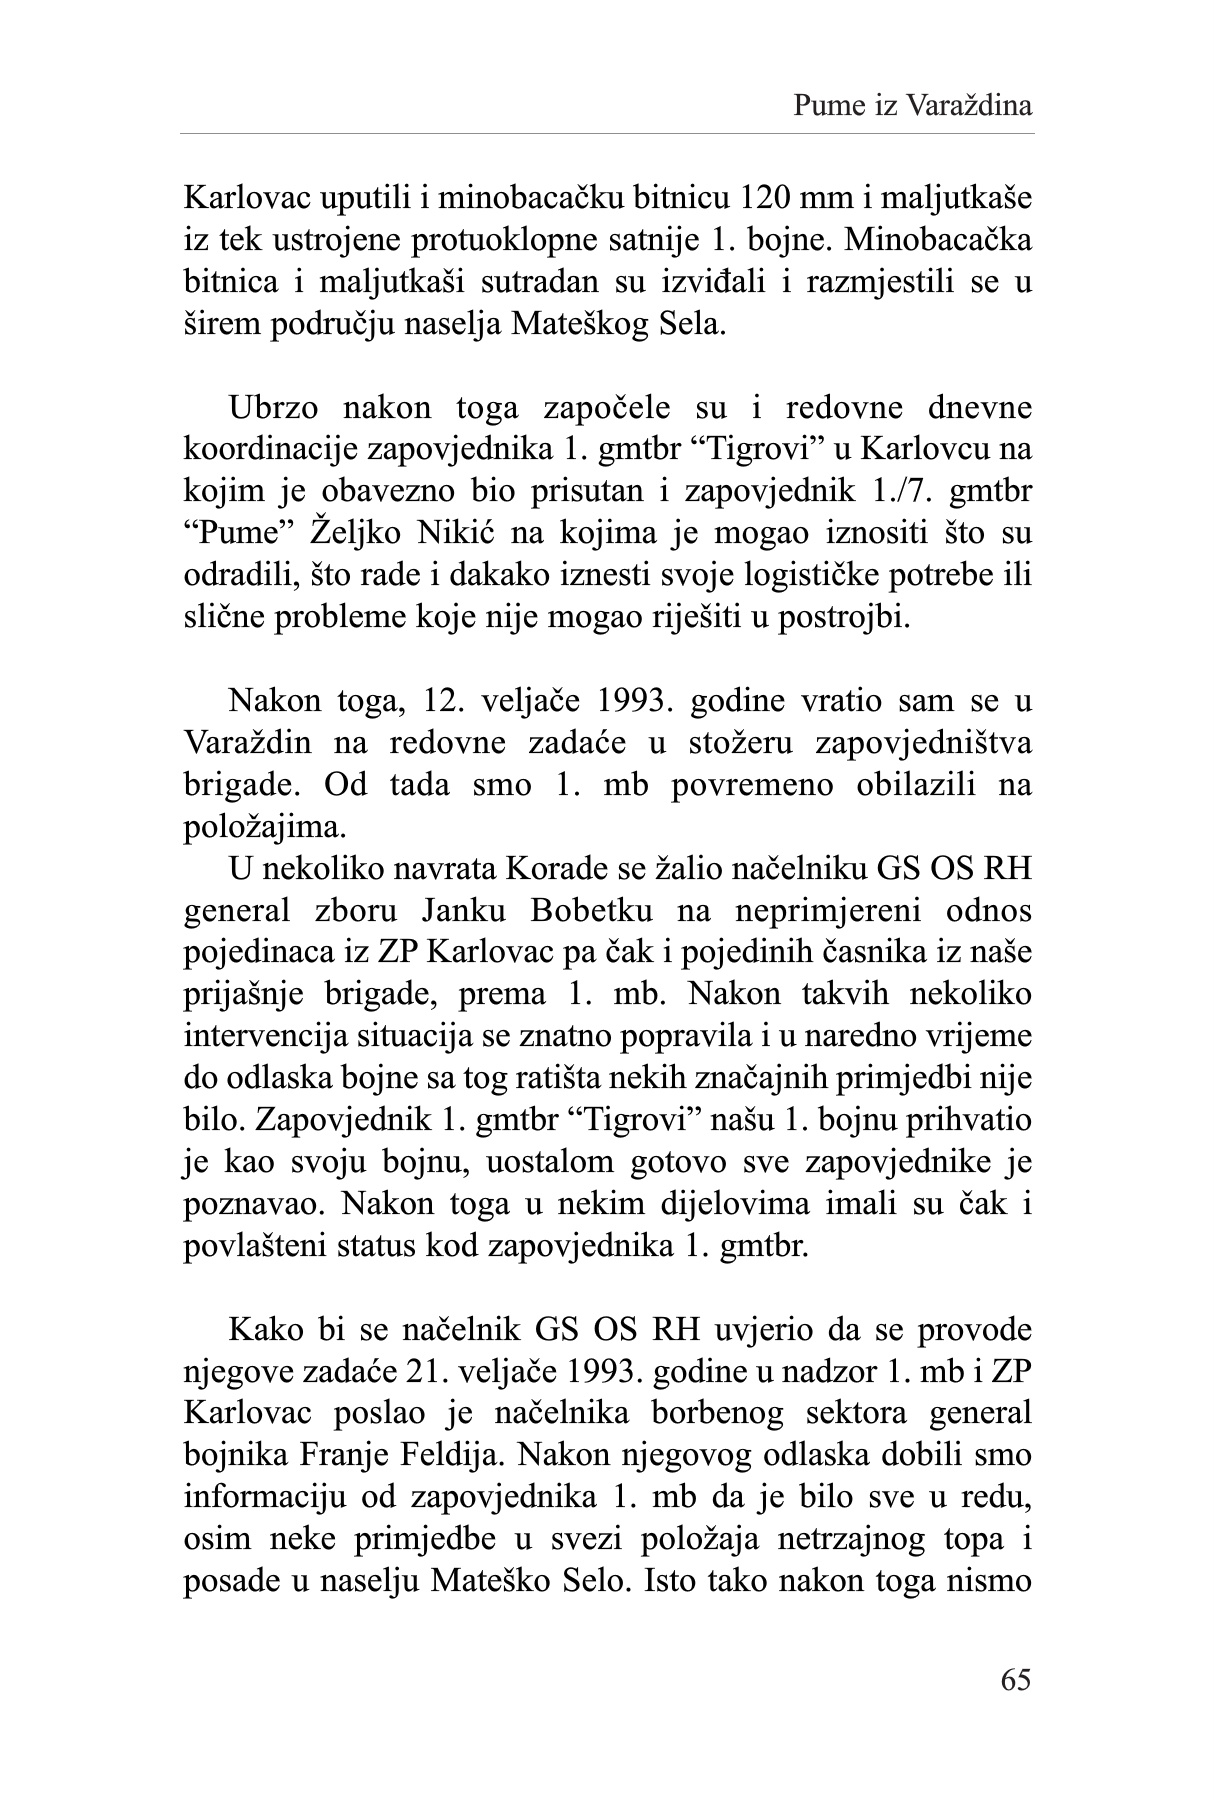 Pume iz Varaždina
Karlovac uputili i minobacačku bitnicu 120 mm i maljutkaše
iz tek ustrojene protuoklopne satnije 1. bojne. Minobacačka
bitnica i maljutkaši sutradan su izviđali i razmjestili se u
širem području naselja Mateškog Sela.
Ubrzo nakon toga započele su i redovne dnevne
koordinacije zapovjednika 1. gmtbr “Tigrovi” u Karlovcu na
kojim je obavezno bio prisutan i zapovjednik 1./7. gmtbr
“Pume” Željko Nikić na kojima je mogao iznositi što su
odradili, što rade i dakako iznesti svoje logističke potrebe ili
slične probleme koje nije mogao riješiti u postrojbi.
Nakon toga, 12. veljače 1993. godine vratio sam se u
Varaždin na redovne zadaće u stožeru zapovjedništva
brigade. Od tada smo 1. mb povremeno obilazili na
položajima.
U nekoliko navrata Korade se žalio načelniku GS OS RH
general zboru Janku Bobetku na neprimjereni odnos
pojedinaca iz ZP Karlovac pa čak i pojedinih časnika iz naše
prijašnje brigade, prema 1. mb. Nakon takvih nekoliko
intervencija situacija se znatno popravila i u naredno vrijeme
do odlaska bojne sa tog ratišta nekih značajnih primjedbi nije
bilo. Zapovjednik 1. gmtbr “Tigrovi” našu 1. bojnu prihvatio
je kao svoju bojnu, uostalom gotovo sve zapovjednike je
poznavao. Nakon toga u nekim dijelovima imali su čak i
povlašteni status kod zapovjednika 1. gmtbr.
Kako bi se načelnik GS OS RH uvjerio da se provode
njegove zadaće 21. veljače 1993. godine u nadzor 1. mb i ZP
Karlovac poslao je načelnika borbenog sektora general
bojnika Franje Feldija. Nakon njegovog odlaska dobili smo
informaciju od zapovjednika 1. mb da je bilo sve u redu,
osim neke primjedbe u svezi položaja netrzajnog topa i
posade u naselju Mateško Selo. Isto tako nakon toga nismo
65